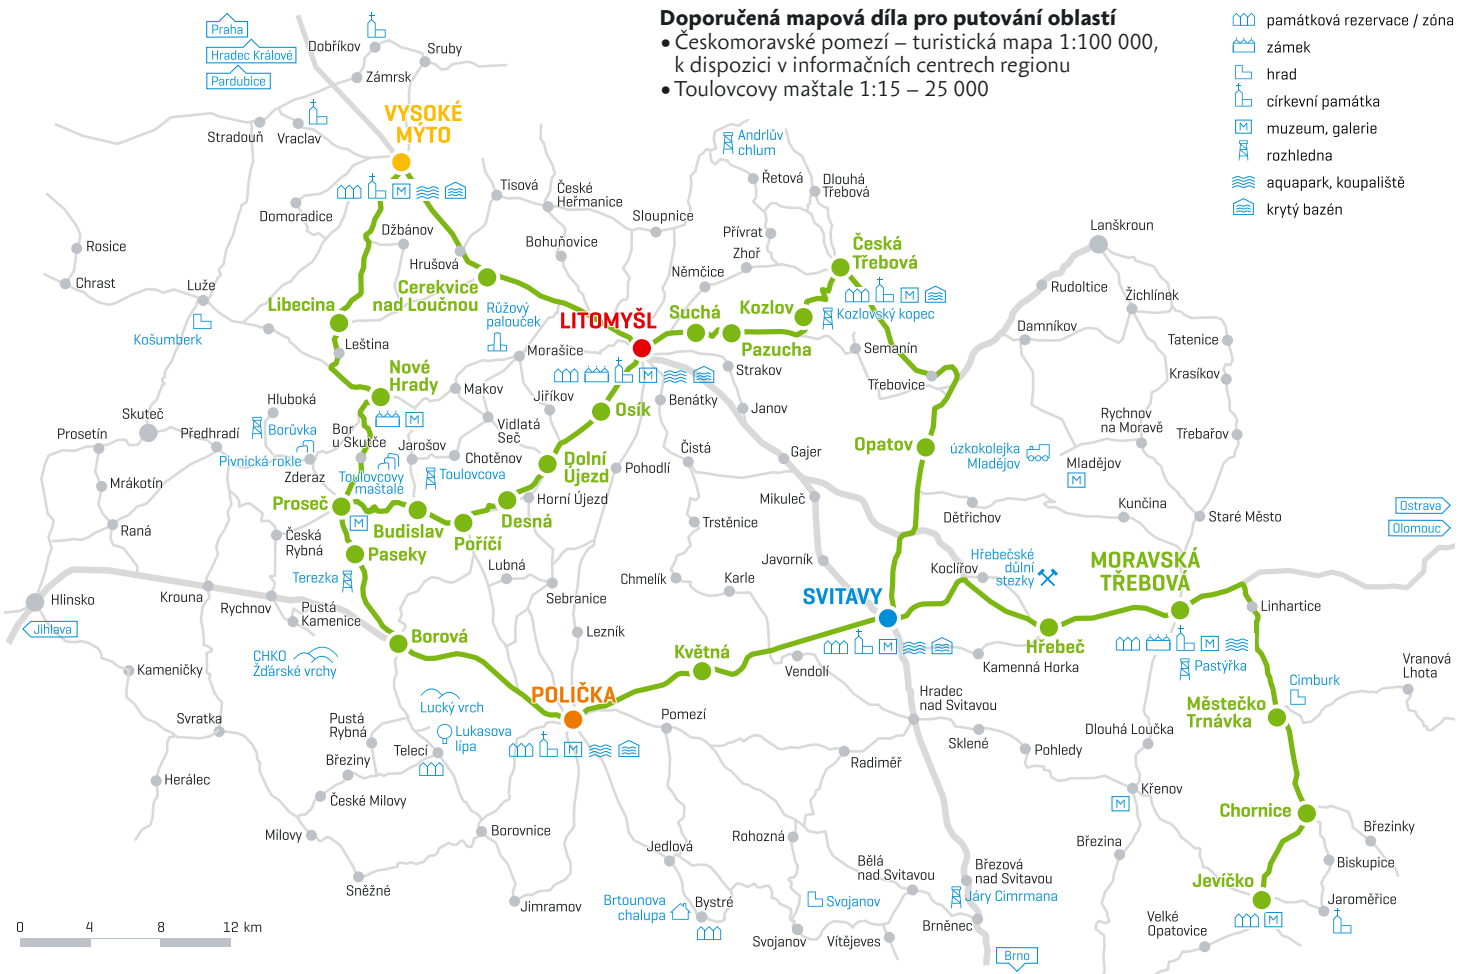 Doporučená mapová díla pro putování oblastí
• Českomoravské pomezí – turistická mapa 1:100 000,
k dispozici v informačních centrech regionu
• Toulovcovy maštale 1:15 – 25 000
památková rezervace / zóna
zámek
hrad
církevní památka
M muzeum, galerie
rozhledna
aquapark, koupaliště
krytý bazén
Praha
Hradec Králové
Pardubice
Dobříkov
Sruby
Zámrsk
VYSOKÉ
MÝTO
Stradouň
Vraclav
M
Andrlův
chlum
Řetová
Dlouhá
Třebová
Tisová
České
Heřmanice
Domoradice
Sloupnice
Džbánov
Bohuňovice
Přívrat
Zhoř
Lanškroun
Rosice
Chrast
Luže
Hrušová
Němčice
Česká
Třebová
M
Rudoltice
Žichlínek
Cerekvice
nad Loučnou
Libecina
Růžový
palouček
LITOMYŠL
Suchá
Kozlov
Kozlovský kopec
Pazucha
Košumberk
Leština
Morašice
Semanín
Damníkov
Tatenice
Nové
Hrady
M
Makov
M
Strakov
Třebovice
Krasíkov
Jiříkov
Osík
Benátky
Janov
Hluboká
Borůvka
Skuteč
Prosetín
Předhradí
Bor
u Skutče
Jarošov
Vidlatá
Seč
Rychnov
na Moravě
Třebařov
Pivnická rokle
Chotěnov
Čistá
Gajer
Opatov
úzkokolejka
Mladějov
Mladějov
M
Zderaz
Toulovcovy
maštale
Toulovcova
Dolní
Újezd
Pohodlí
Mrákotín
Proseč
M
Budislav
Desná
Horní Újezd
Mikuleč
Dětřichov
Kunčina
Staré Město
Ostrava
Olomouc
Raná
Česká
Rybná
Paseky
Poříčí
Trstěnice
Terezka
Lubná
Javorník
Koclířov
Hřebečské
důlní
stezky
MORAVSKÁ
TŘEBOVÁ
Hlinsko
Krouna
Rychnov
Chmelík
Karle
SVITAVY
Jihlava
Pustá
Kamenice
Sebranice
Linhartice
Borová
Lezník
M
Hřebeč
M
CHKO
Žďárské vrchy
Květná
Vendolí
Kamenná Horka
Pastýřka
Kameničky
Vranová
Lhota
Cimburk
POLIČKA
Lucký vrch
Hradec
nad Svitavou
Městečko
Trnávka
Svratka
Pustá
Rybná
Lukasova
lípa
Pomezí
Dlouhá Loučka
Telecí
M
Sklené
Pohledy
Březiny
Radiměř
Herálec
České Milovy
Křenov
M
Chornice
Milovy
Borovnice
Rohozná
Jedlová
Březina
Březinky
Bělá
nad Svitavou
Březová
nad Svitavou
Biskupice
Sněžné
Jevíčko
M
Járy Cimrmana
Jimramov
Brtounova
chalupa
Bystré
Svojanov
Jaroměřice
Velké
Opatovice
Svojanov
Vítějeves
Brněnec
Brno
0 4 8 12 km